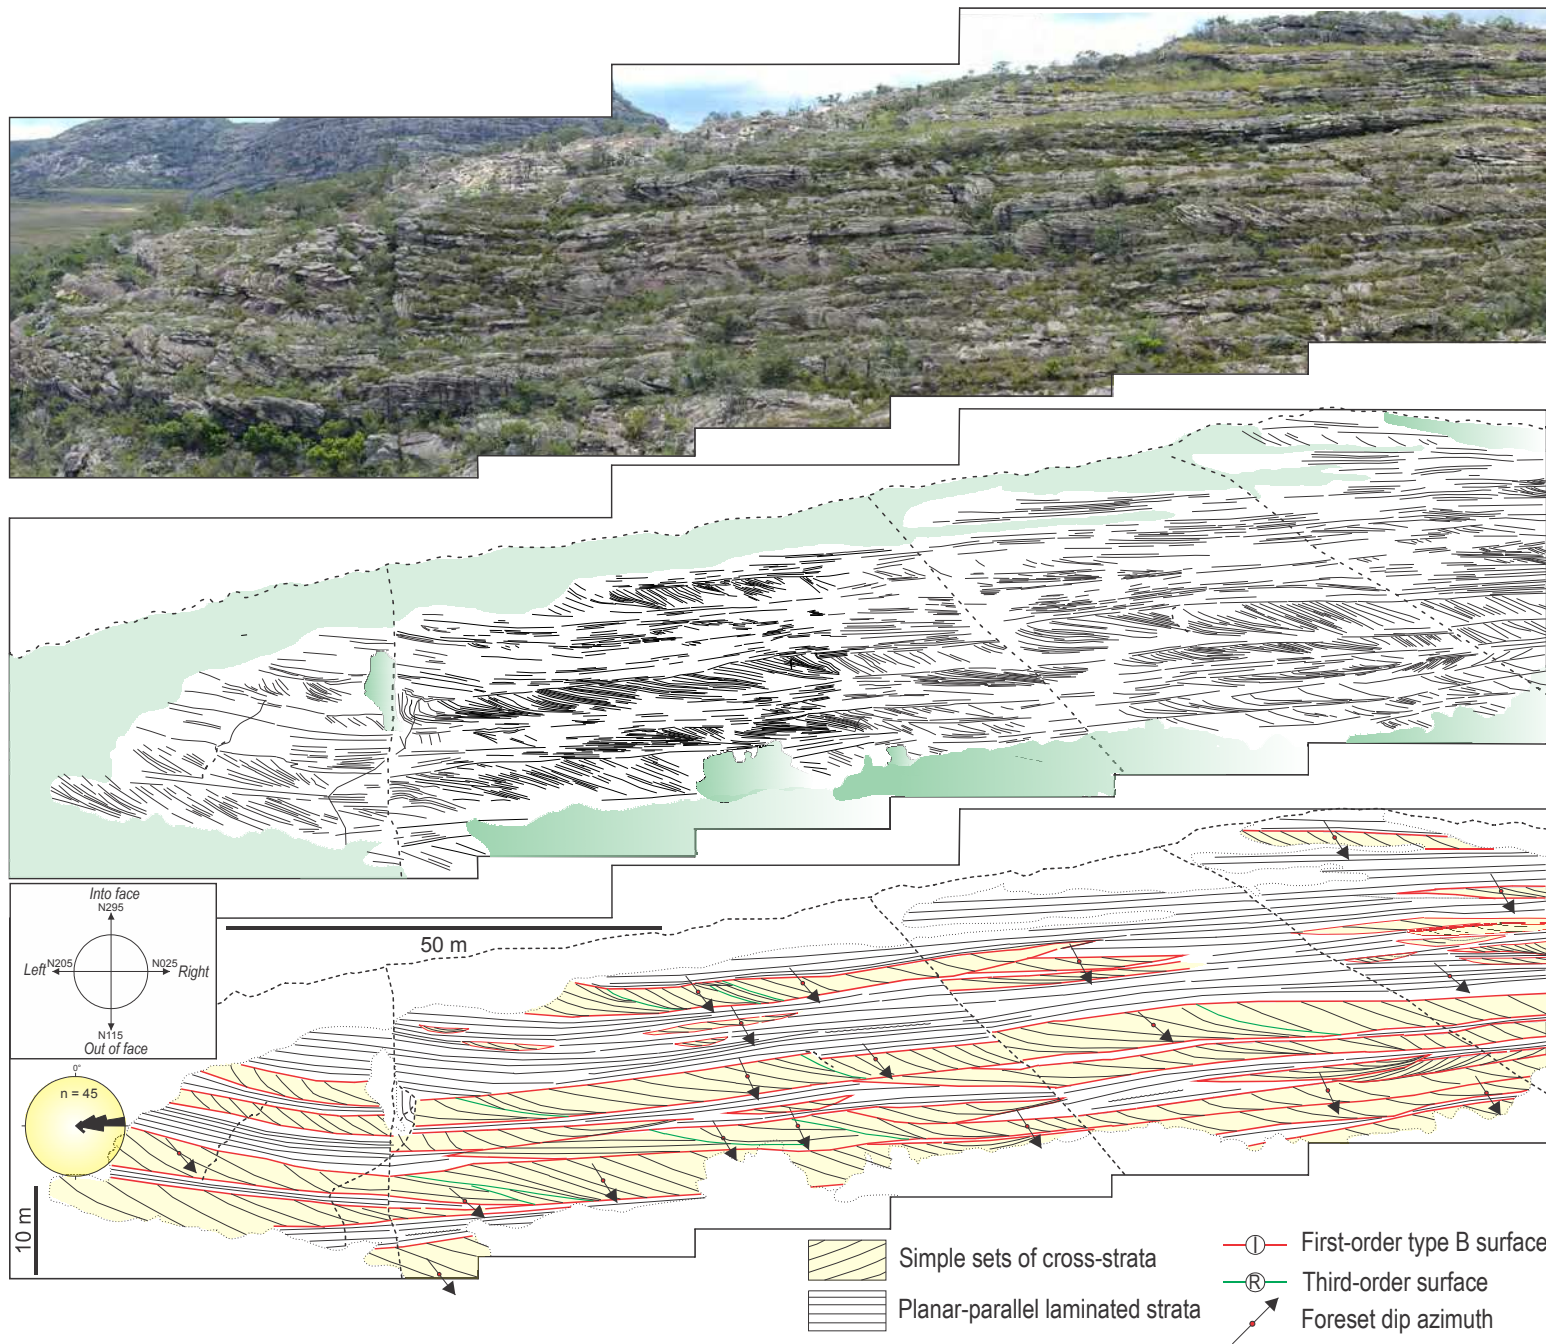 Into face
N295
Left N205
N025 Right
N115
Out of face
50 m
0°
n = 45
10 m
Simple sets of cross-strata
Planar-parallel laminated strata
I First-order type B surface
R Third-order surface
Foreset dip azimuth